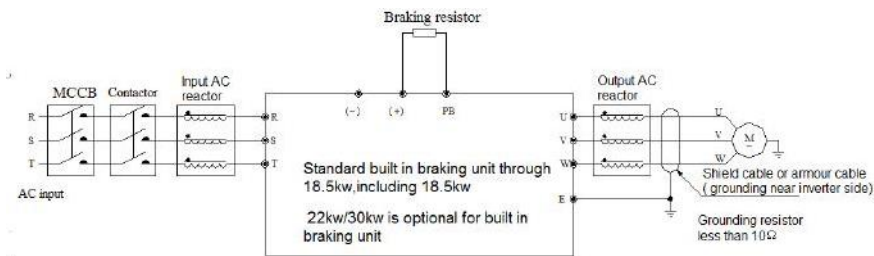 Braking resistor
MCCB
Contactor
Input AC
reactor
Output AC
reactor
(-)
(+)
PB
R
S
T
R
S
T
U
V
W
E
U
V
W
M
AC input
Standard built in braking unit through
18.5kw,including 18.5kw
22kw/30kw is optional for built in
braking unit
Shield cable or armour cable
( grounding near inverter side)
Grounding resistor
less than 10Ω